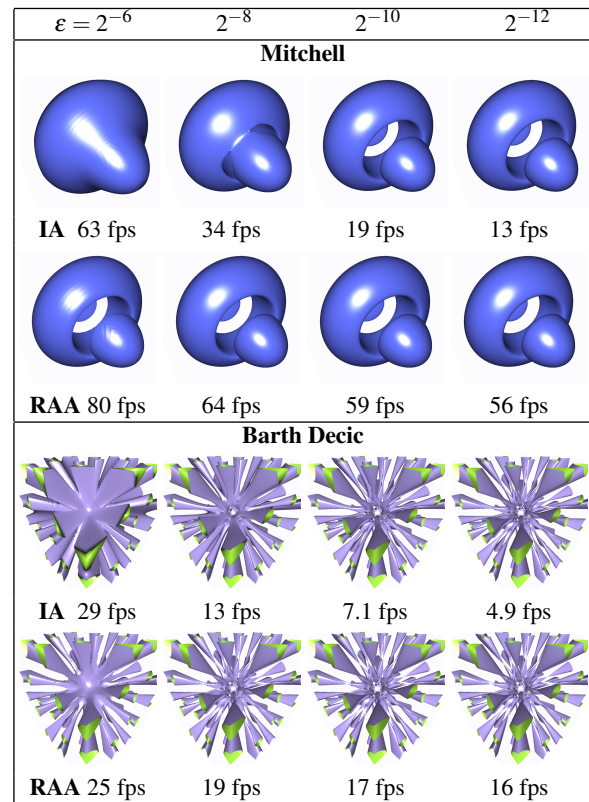 ε = 2⁻⁶ 2⁻⁸ 2⁻¹⁰ 2⁻¹²
Mitchell
IA 63 fps 34 fps 19 fps 13 fps
RAA 80 fps 64 fps 59 fps 56 fps
Barth Decic
IA 29 fps 13 fps 7.1 fps 4.9 fps
RAA 25 fps 19 fps 17 fps 16 fps